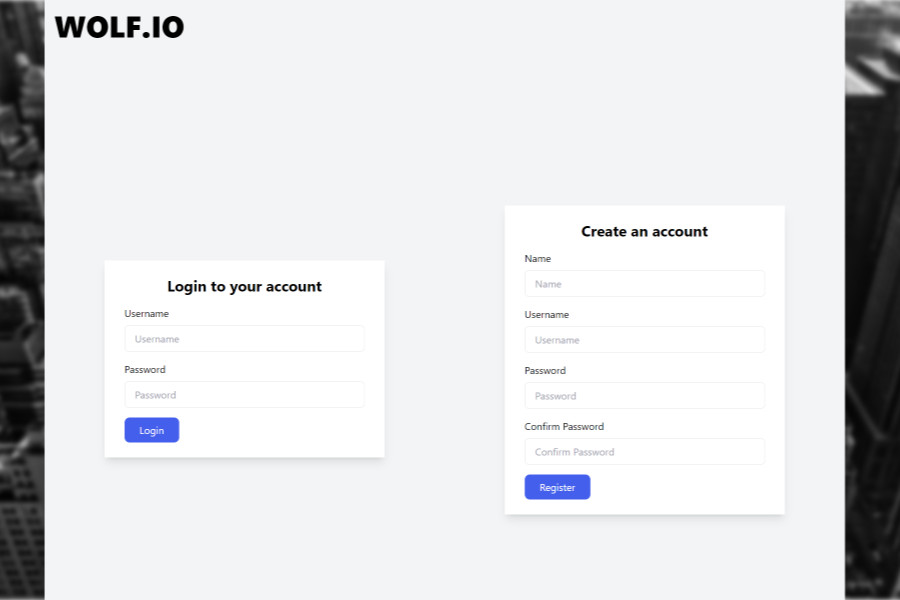 WOLF.IO
Login to your account
Username
Username
Password
Password
Login
Create an account
Name
Name
Username
Username
Password
Password
Confirm Password
Confirm Password
Register